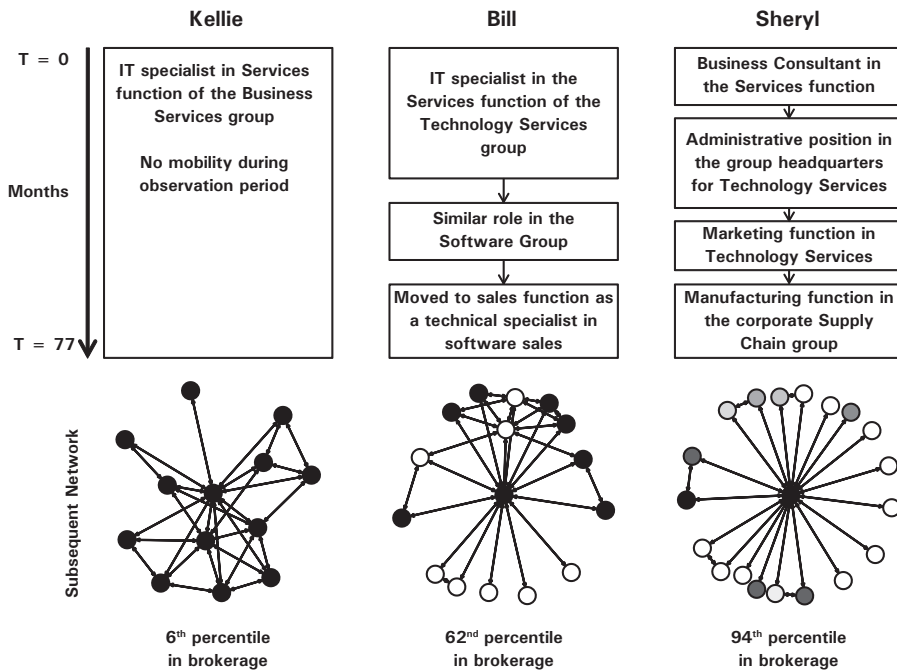 Kellie
Bill
Sheryl
T = 0
Months
T = 77
IT specialist in Services
function of the Business
Services group
No mobility during
observation period
IT specialist in the
Services function of the
Technology Services
group
Similar role in the
Software Group
Moved to sales function as
a technical specialist in
software sales
Business Consultant in
the Services function
Administrative position in
the group headquarters
for Technology Services
Marketing function in
Technology Services
Manufacturing function in
the corporate Supply
Chain group
Subsequent Network
6th percentile
in brokerage
62nd percentile
in brokerage
94th percentile
in brokerage